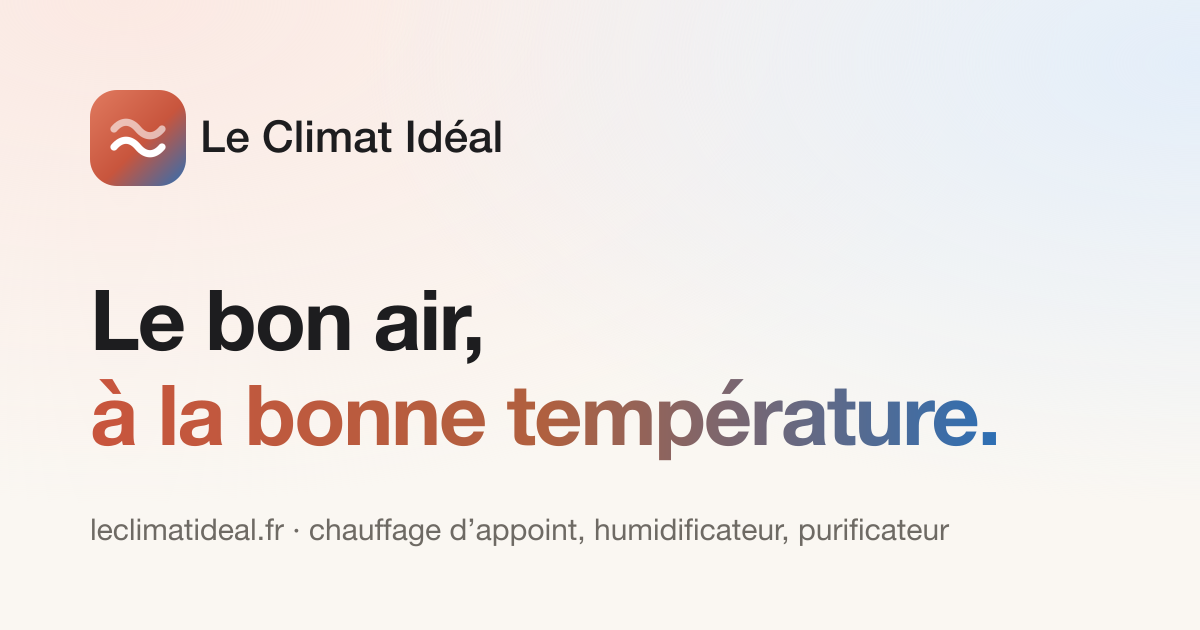 Le Climat Idéal
Le bon air,
à la bonne température.
leclimatideal.fr · chauffage d’appoint, humidificateur, purificateur